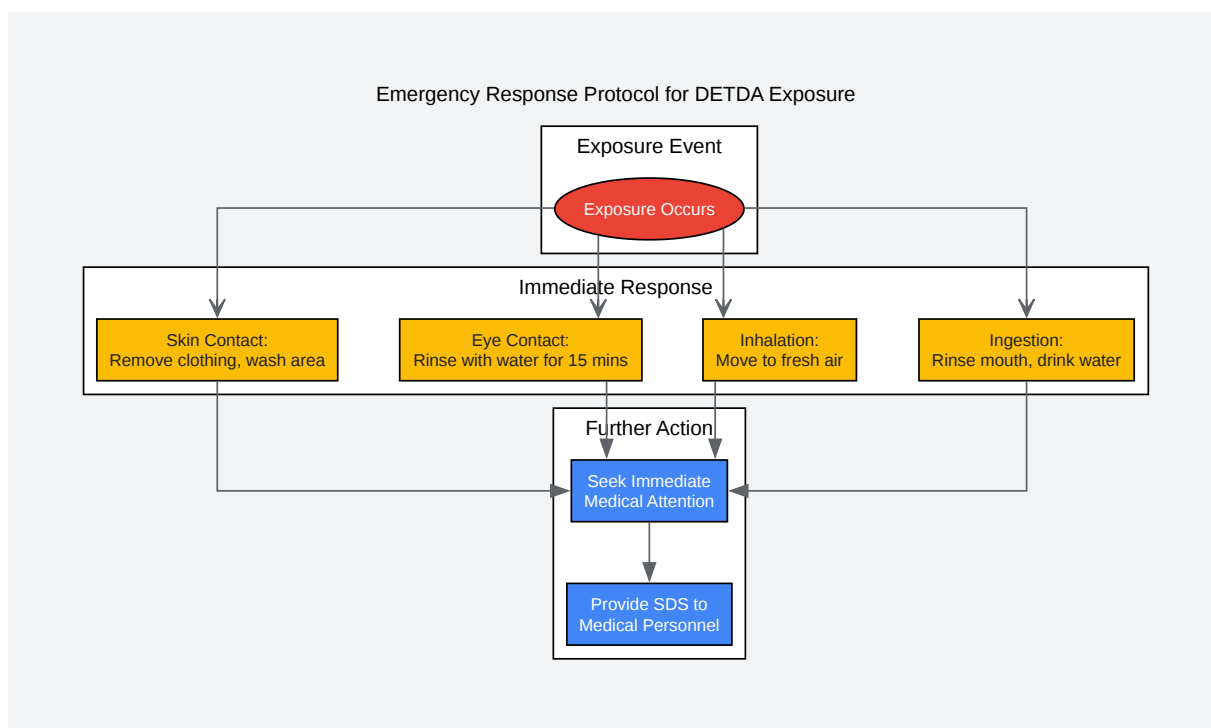 Emergency Response Protocol for DETDA Exposure
Exposure Event
Exposure Occurs
Immediate Response
Skin Contact:
Remove clothing, wash area
Eye Contact:
Rinse with water for 15 mins
Inhalation:
Move to fresh air
Ingestion:
Rinse mouth, drink water
Further Action
Seek Immediate
Medical Attention
Provide SDS to
Medical Personnel